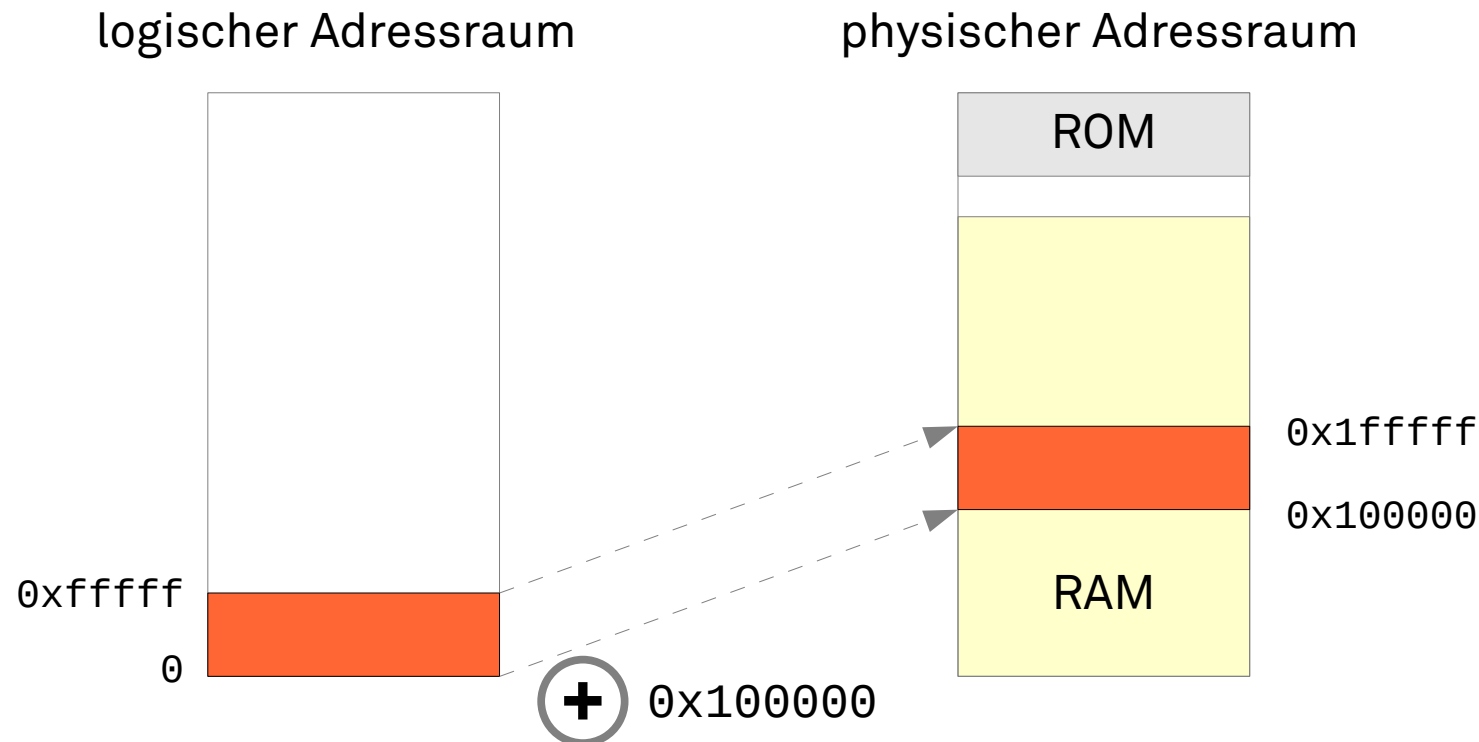 logischer Adressraum
physischer Adressraum
ROM
0x1fffff
0x100000
0xfffff
RAM
0
+ 0x100000